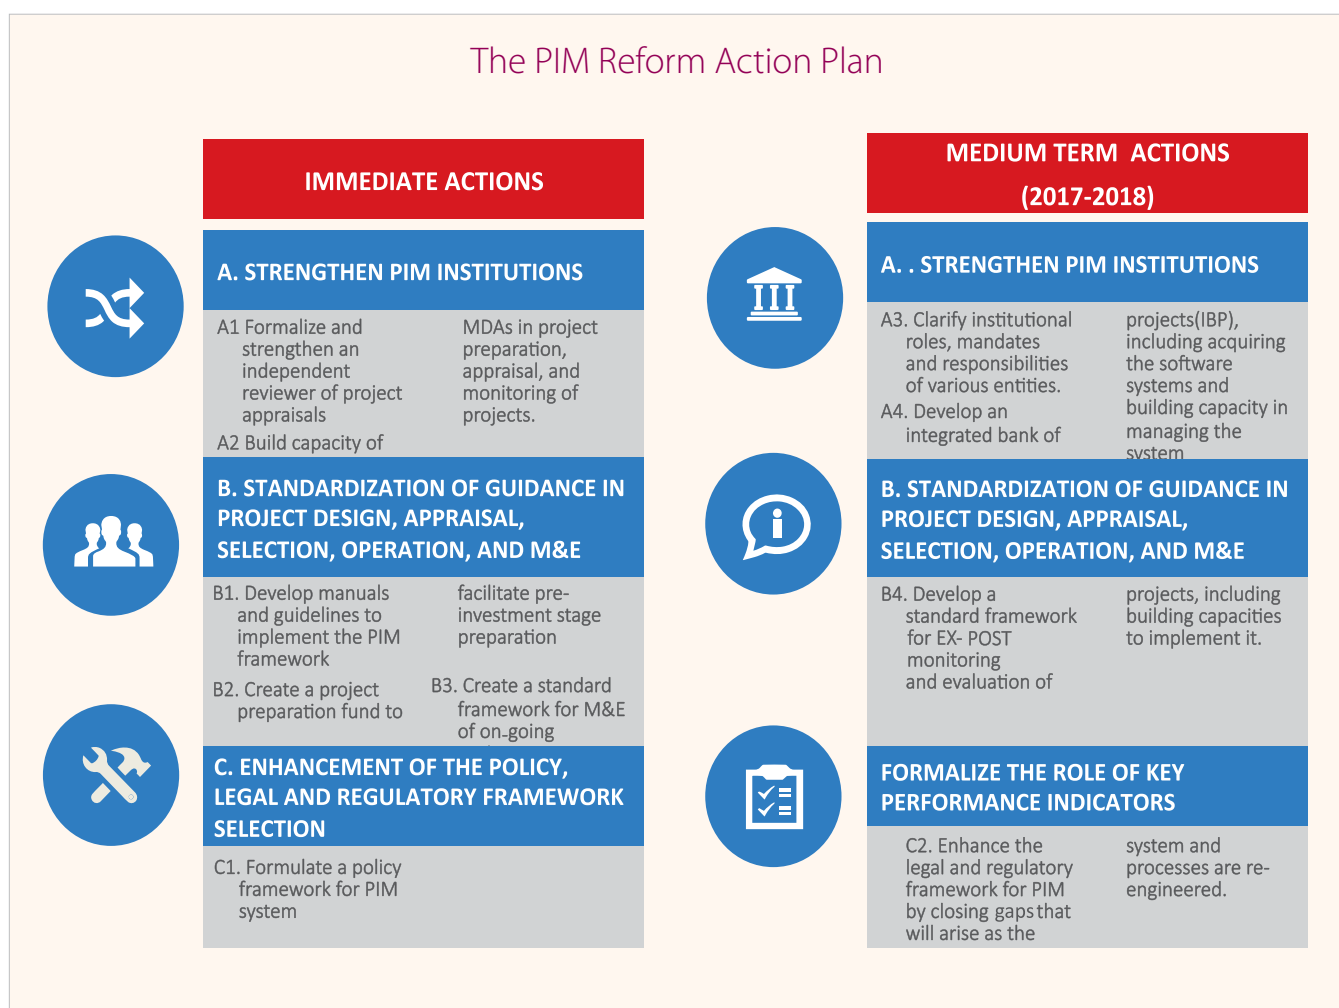 The PIM Reform Action Plan
IMMEDIATE ACTIONS
A. STRENGTHEN PIM INSTITUTIONS
A1 Formalize and
strengthen an
independent
reviewer of project
appraisals
A2 Build capacity of
MDAs in project
preparation,
appraisal, and
monitoring of
projects.
B. STANDARDIZATION OF GUIDANCE IN
PROJECT DESIGN, APPRAISAL,
SELECTION, OPERATION, AND M&E
B1. Develop manuals
and guidelines to
implement the PIM
framework
B2. Create a project
preparation fund to
facilitate pre-
investment stage
preparation
B3. Create a standard
framework for M&E
of on-going
C. ENHANCEMENT OF THE POLICY,
LEGAL AND REGULATORY FRAMEWORK
SELECTION
C1. Formulate a policy
framework for PIM
system
MEDIUM TERM ACTIONS
(2017-2018)
A. . STRENGTHEN PIM INSTITUTIONS
A3. Clarify institutional
roles, mandates
and responsibilities
of various entities.
A4. Develop an
integrated bank of
projects(IBP),
including acquiring
the software
systems and
building capacity in
managing the
system
B. STANDARDIZATION OF GUIDANCE IN
PROJECT DESIGN, APPRAISAL,
SELECTION, OPERATION, AND M&E
B4. Develop a
standard framework
for EX- POST
monitoring
and evaluation of
projects, including
building capacities
to implement it.
FORMALIZE THE ROLE OF KEY
PERFORMANCE INDICATORS
C2. Enhance the
legal and regulatory
framework for PIM
by closing gaps that
will arise as the
system and
processes are re-
engineered.